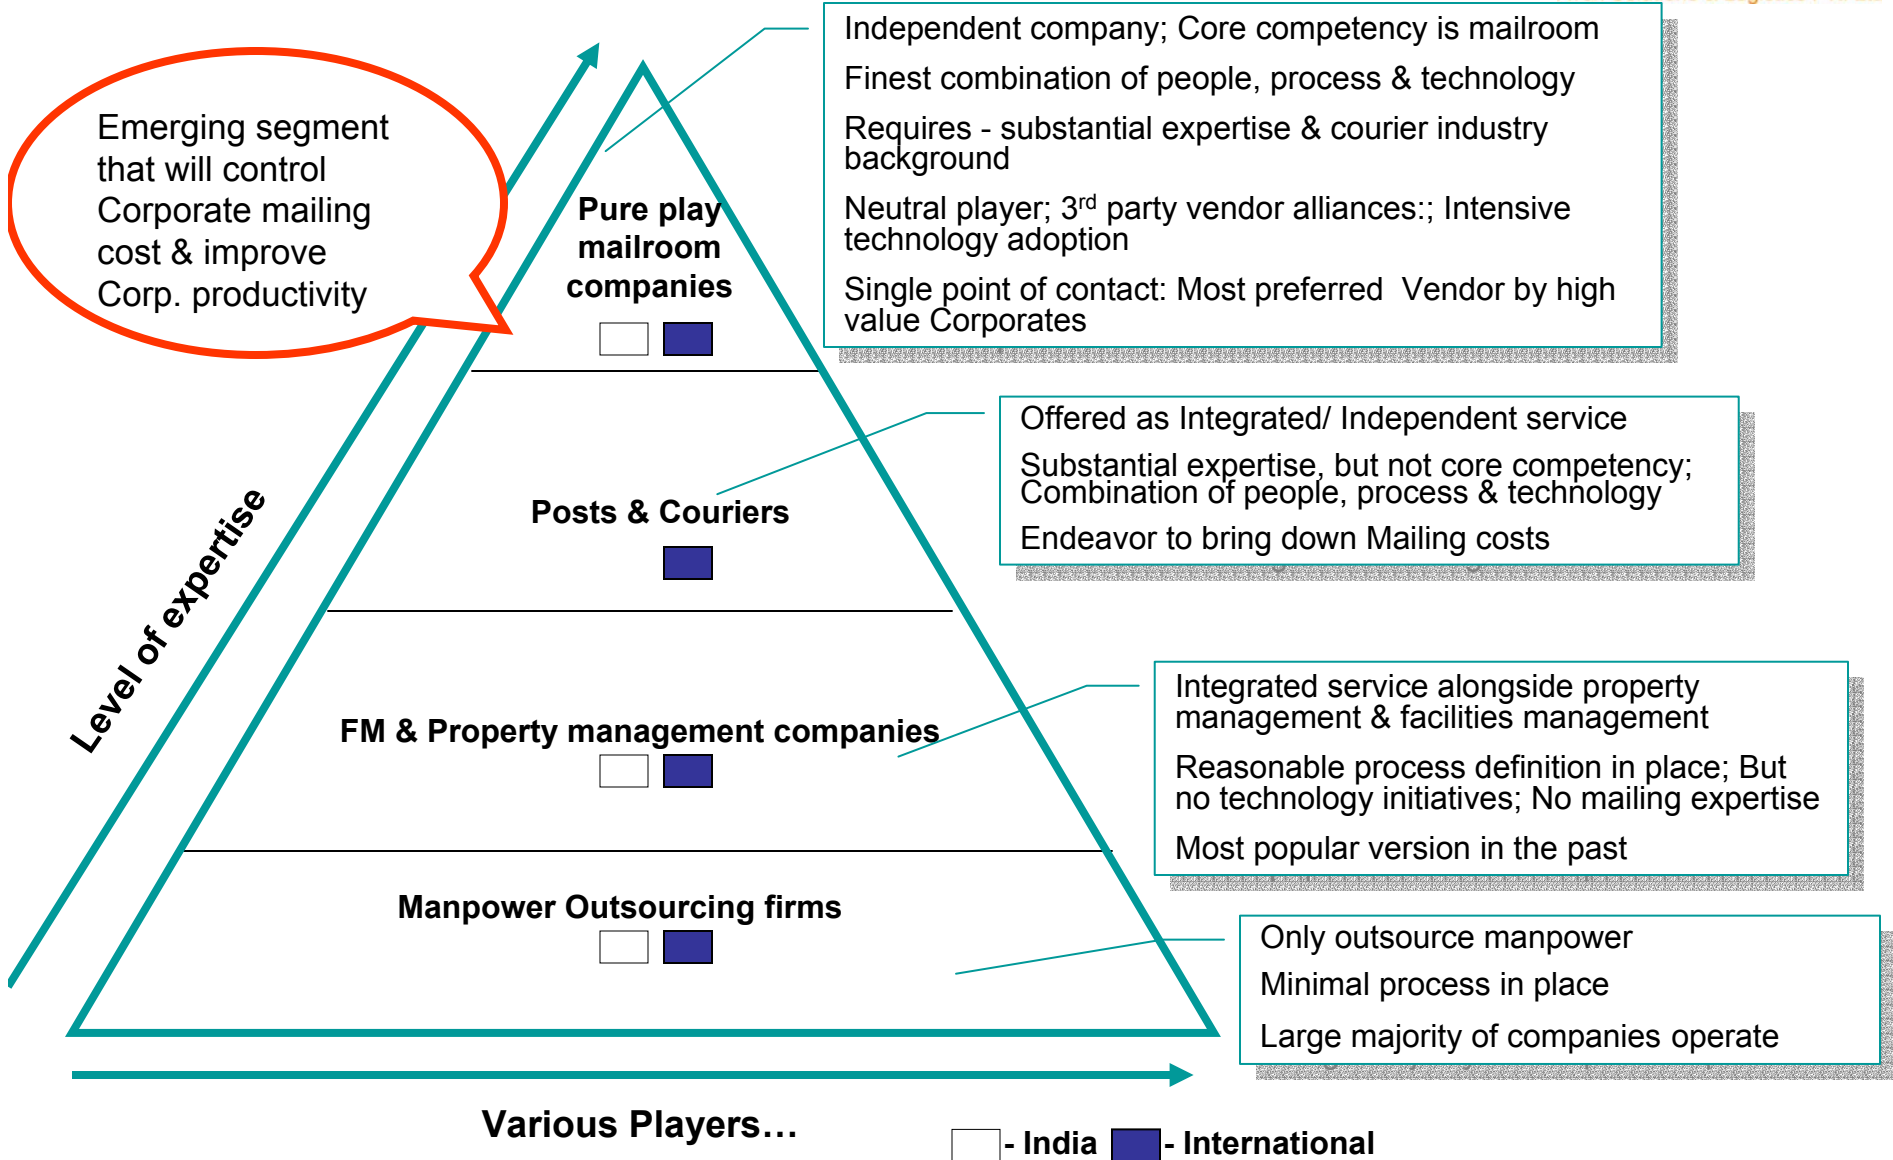 Independent company; Core competency is mailroom
Finest combination of people, process & technology
Requires - substantial expertise & courier industry
background
Neutral player; 3rd party vendor alliances:; Intensive
technology adoption
Single point of contact: Most preferred Vendor by high
value Corporates
Emerging segment
that will control
Corporate mailing
cost & improve
Corp. productivity
Pure play
mailroom
companies
Offered as Integrated/ Independent service
Substantial expertise, but not core competency;
Combination of people, process & technology
Endeavor to bring down Mailing costs
Posts & Couriers
Level of expertise
Integrated service alongside property
management & facilities management
Reasonable process definition in place; But
no technology initiatives; No mailing expertise
Most popular version in the past
FM & Property management companies
Manpower Outsourcing firms
Only outsource manpower
Minimal process in place
Large majority of companies operate
Various Players…
- India - International